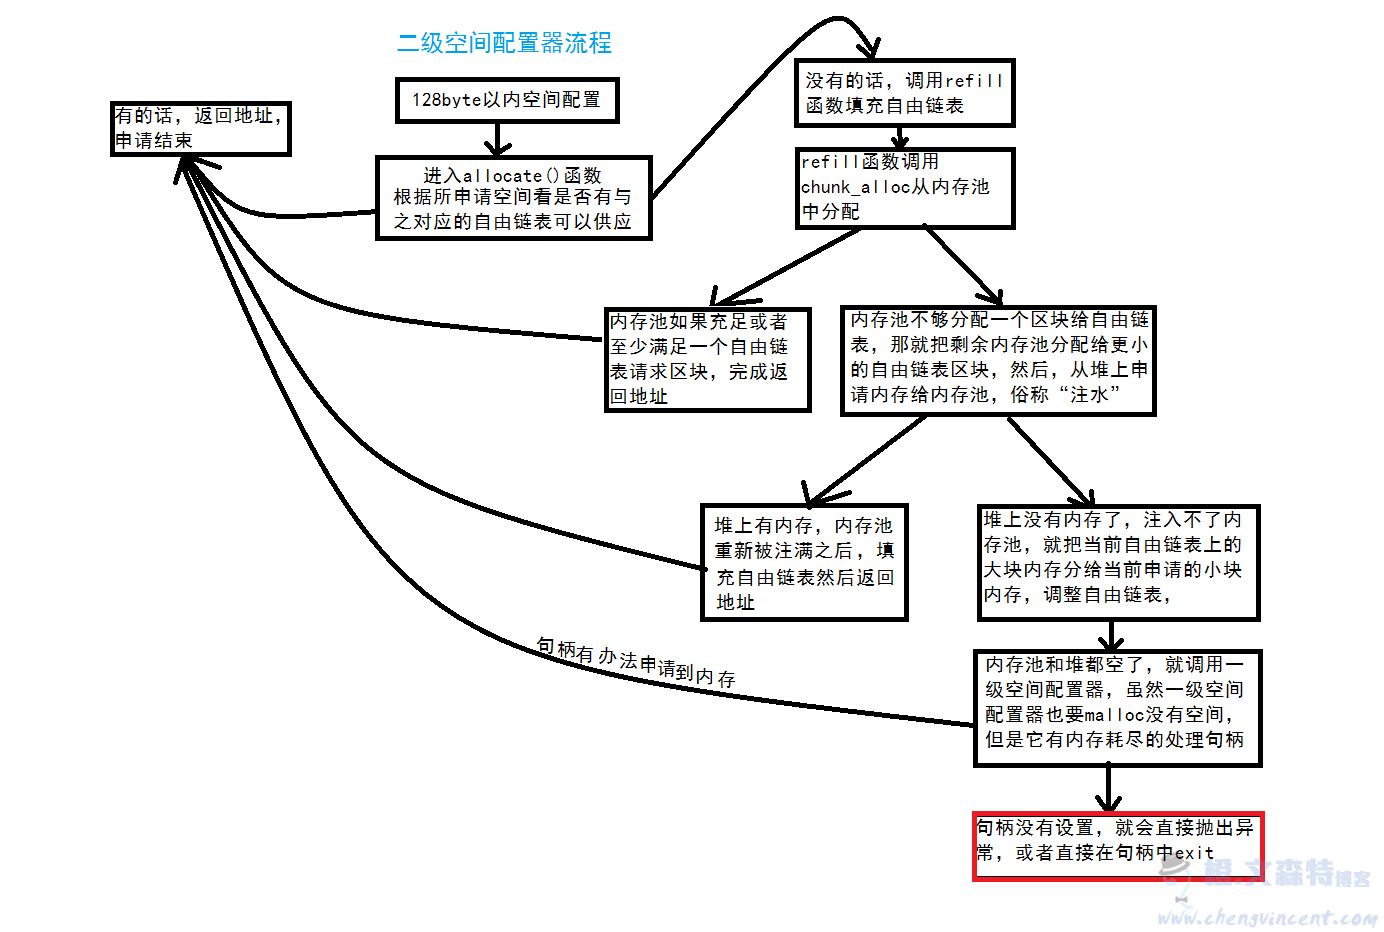 二级空间配置器流程
128byte以内空间配置
有的话，返回地址，
申请结束
进入allocate()函数
根据所申请空间看是否有与
之对应的自由链表可以供应
没有的话，调用refill
函数填充自由链表
refill函数调用
chunk_alloc从内存池
中分配
内存池如果充足或者
至少满足一个自由链
表请求区块，完成返
回地址
内存池不够分配一个区块给自由链
表，那就把剩余内存池分配给更小
的自由链表区块，然后，从堆上申
请内存给内存池，俗称“注水”
堆上有内存，内存池
重新被注满之后，填
充自由链表然后返回
地址
堆上没有内存了，注入不了内
存池，就把当前自由链表上的
大块内存分给当前申请的小块
内存，调整自由链表，
句柄有办法申请到内存
内存池和堆都空了，就调用一
级空间配置器，虽然一级空间
配置器也要malloc没有空间，
但是它有内存耗尽的处理句柄
句柄没有设置，就会直接抛出异
常，或者直接在句柄中exit
橙.文森特博客
www.chengvincent.com